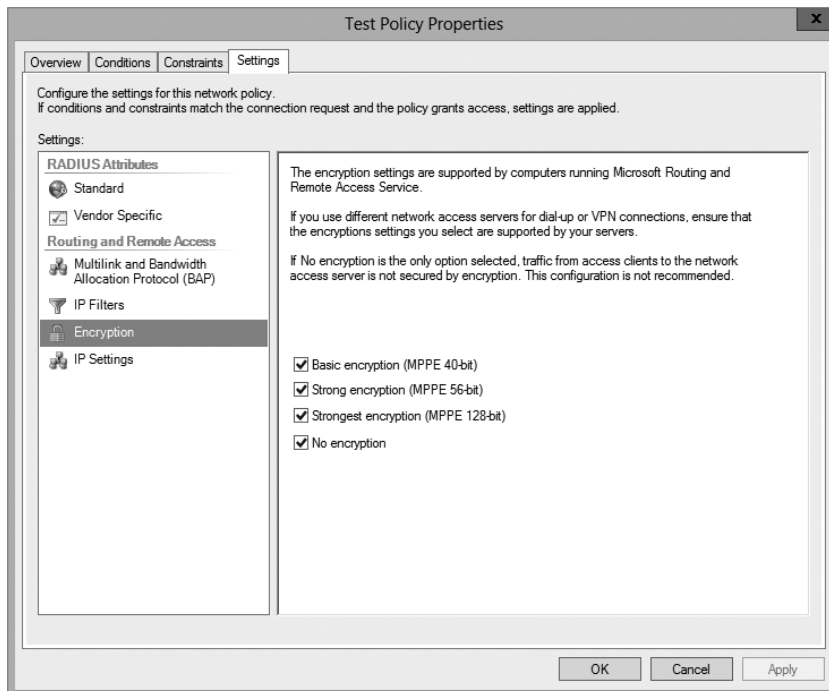 Test Policy Properties
x
Overview Conditions Constraints Settings
Configure the settings for this network policy.
If conditions and constraints match the connection request and the policy grants access, settings are applied.
Settings:
RADIUS Attributes
Standard
Vendor Specific
Routing and Remote Access
Multilink and Bandwidth
Allocation Protocol (BAP)
IP Filters
Encryption
IP Settings
The encryption settings are supported by computers running Microsoft Routing and
Remote Access Service.
If you use different network access servers for dial-up or VPN connections, ensure that
the encryptions settings you select are supported by your servers.
If No encryption is the only option selected, traffic from access clients to the network
access server is not secured by encryption. This configuration is not recommended.
Basic encryption (MPPE 40-bit)
Strong encryption (MPPE 56-bit)
Strongest encryption (MPPE 128-bit)
No encryption
OK Cancel Apply